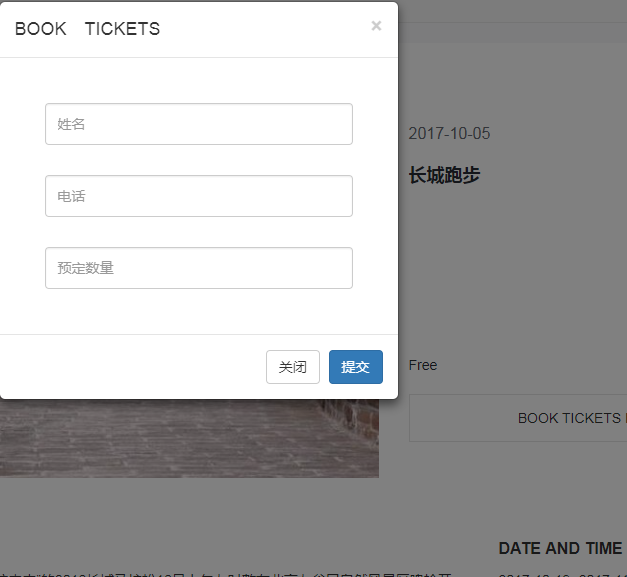 BOOK TICKETS
×
姓名
电话
预定数量
关闭 提交
2017-10-05
长城跑步
Free
BOOK TICKETS
DATE AND TIME